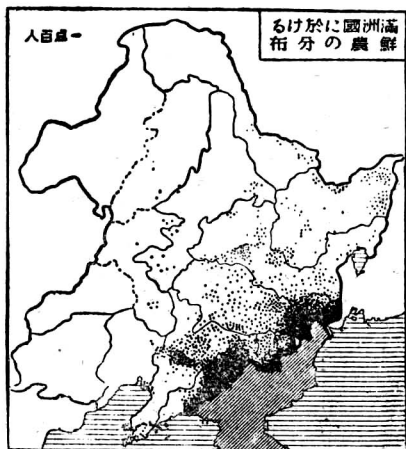 滿洲國に於ける
鮮農の分布
一点百人